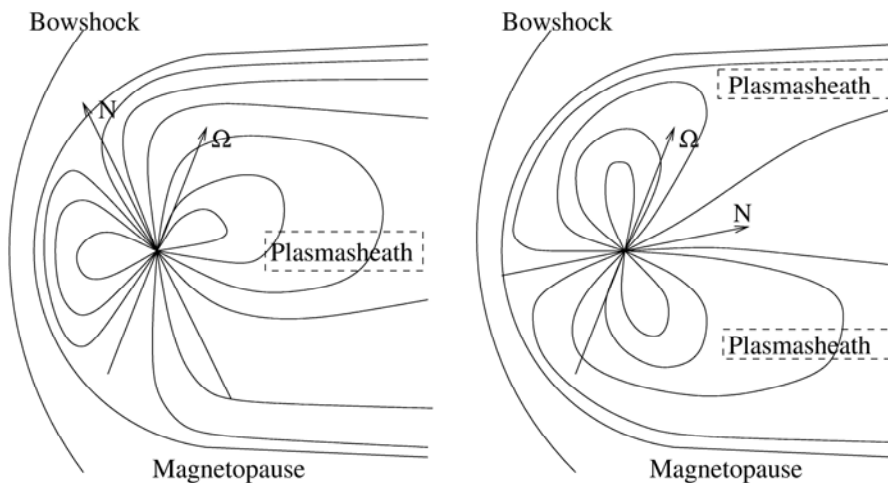 Bowshock
N
Ω
Plasmasheath
Magnetopause
Bowshock
Plasmasheath
Ω
N
Plasmasheath
Magnetopause